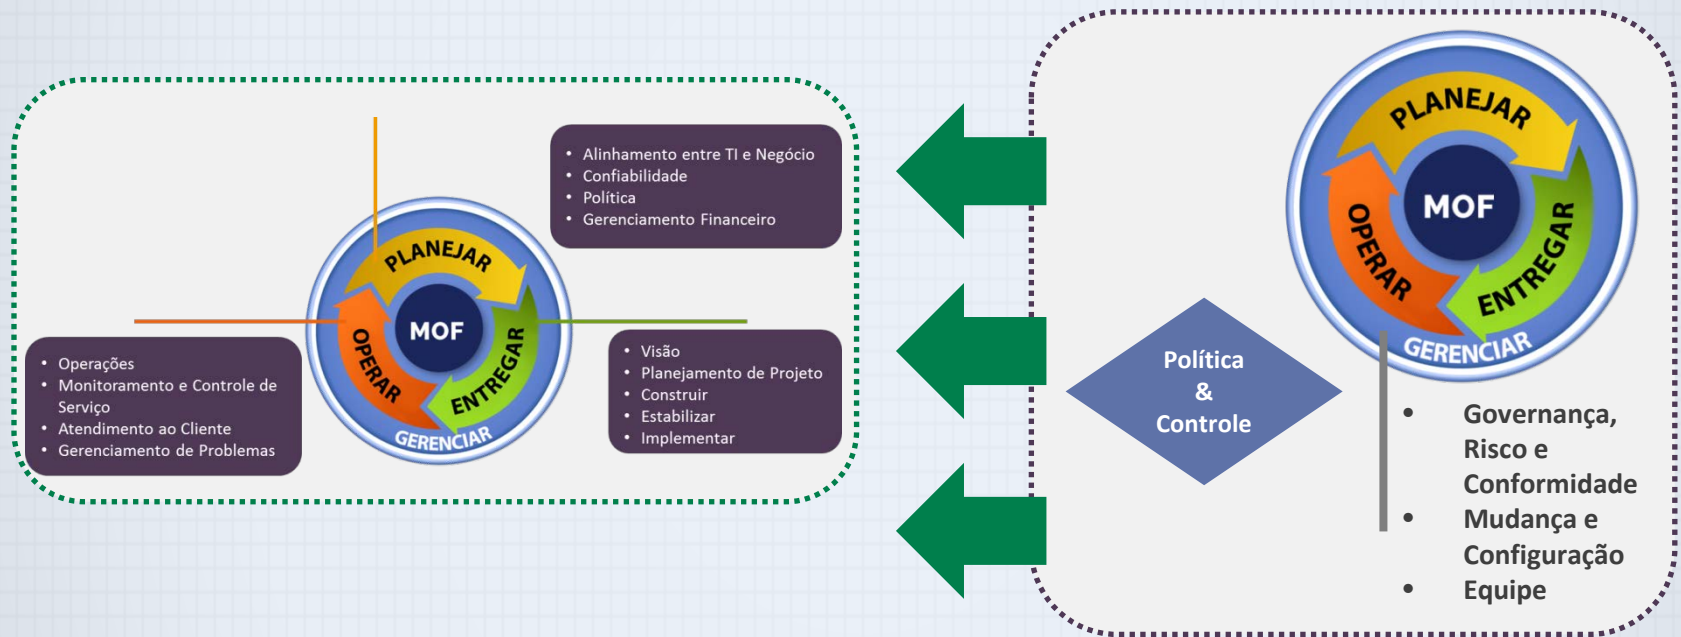 • Alinhamento entre TI e Negócio
• Confiabilidade
• Política
• Gerenciamento Financeiro
PLANEJAR
MOF
OPERAR
ENTREGAR
GERENCIAR
• Operações
• Monitoramento e Controle de
Serviço
• Atendimento ao Cliente
• Gerenciamento de Problemas
• Visão
• Planejamento de Projeto
• Construir
• Estabilizar
• Implementar
PLANEJAR
MOF
OPERAR
ENTREGAR
GERENCIAR
Política
&
Controle
• Governança,
Risco e
Conformidade
• Mudança e
Configuração
• Equipe